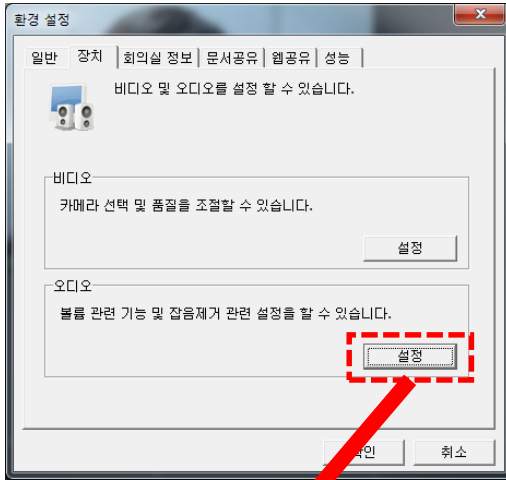 환경 설정
일반 장치 회의실 정보 문서공유 웹공유 성능
비디오 및 오디오를 설정 할 수 있습니다.
비디오
카메라 선택 및 품질을 조절할 수 있습니다.
설정
오디오
볼륨 관련 기능 및 잡음제거 관련 설정을 할 수 있습니다.
설정
취소